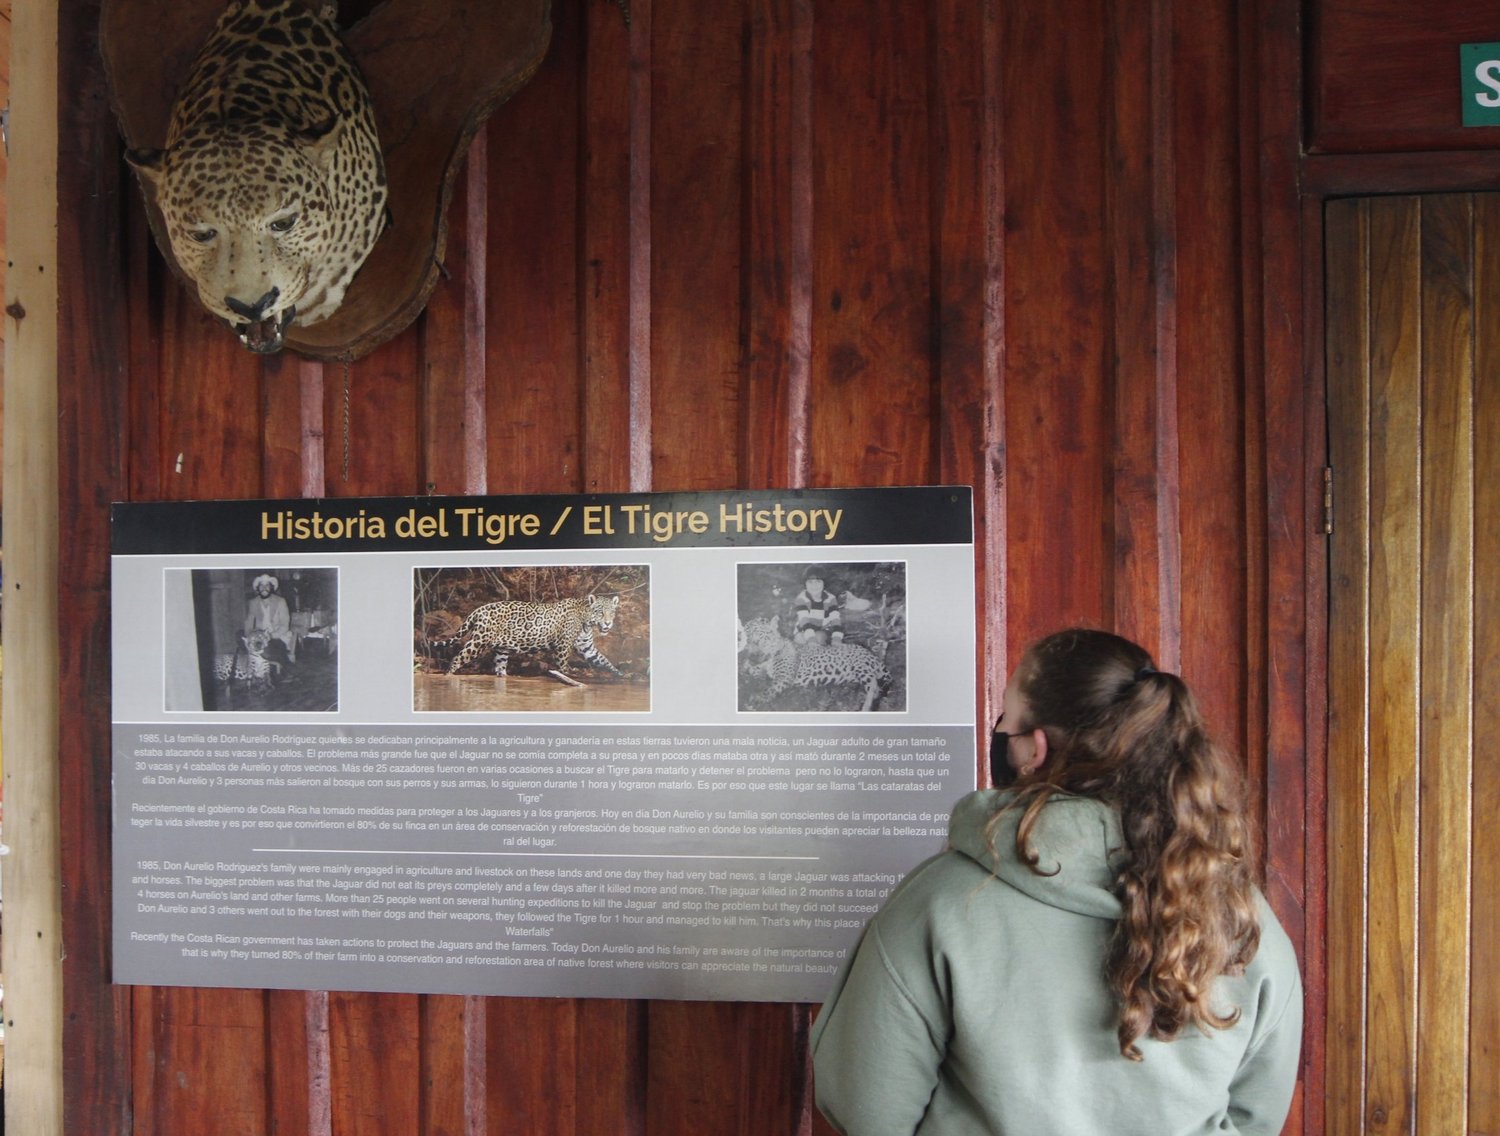 S
Historia del Tigre / El Tigre History
1985, La familia de Don Aurelio Rodríguez quienes se dedicaban principalmente a la agricultura y ganadería en estas tierras tuvieron una mala noticia, un Jaguar adulto de gran tamaño
estaba atacando a sus vacas y caballos. El problema más grande fue que el Jaguar no se comía completa a su presa y en pocos días mataba otra y así mató durante 2 meses un total de
30 vacas y 4 caballos de Aurelio y otros vecinos. Más de 25 cazadores fueron en varias ocasiones a buscar el Tigre para matarlo y detener el problema pero no lo lograron, hasta que un
día Don Aurelio y 3 personas más salieron al bosque con sus perros y sus armas, lo siguieron durante 1 hora y lograron matarlo. Es por eso que este lugar se llama "Las cataratas del
Tigre"
Recientemente el gobierno de Costa Rica ha tomado medidas para proteger a los Jaguares y a los granjeros. Hoy en día Don Aurelio y su familia son conscientes de la importancia de pro
teger la vida silvestre y es por eso que convirtieron el 80% de su finca en un área de conservación y reforestación de bosque nativo en donde los visitantes pueden apreciar la belleza natu
ral del lugar.
1985, Don Aurelio Rodriguez's family were mainly engaged in agriculture and livestock on these lands and one day they had very bad news, a large Jaguar was attacking
and horses. The biggest problem was that the Jaguar did not eat its preys completely and a few days after it killed more and more. The jaguar killed in 2 months a total of
4 horses on Aurelio's land and other farms. More than 25 people went on several hunting expeditions to kill the Jaguar and stop the problem but they did not succeed
Don Aurelio and 3 others went out to the forest with their dogs and their weapons, they followed the Tigre for 1 hour and managed to kill him. That's why this place
Waterfalls"
Recently the Costa Rican government has taken actions to protect the Jaguars and the farmers. Today Don Aurelio and his family are aware of the importance of
that is why they turned 80% of their farm into a conservation and reforestation area of native forest where visitors can appreciate the natural beauty